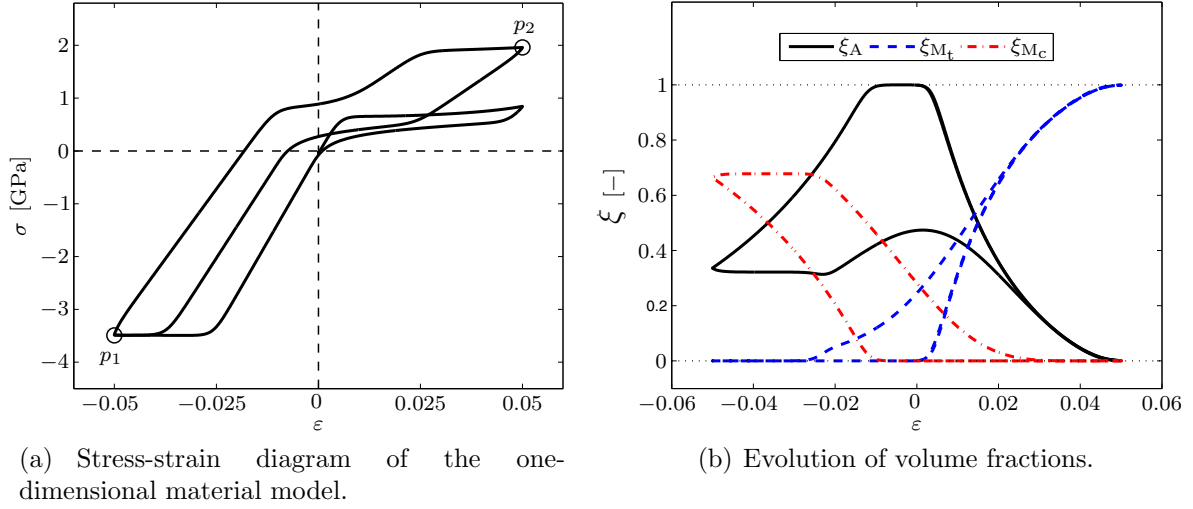 p2
2
1
0
−1
−2
−3
−4
σ [GPa]
p1
−0.05
−0.025
0
0.025
0.05
ε
ξA
ξMt
ξMc
1
0.8
0.6
0.4
0.2
0
ξ [−]
−0.06
−0.04
−0.02
0
0.02
0.04
0.06
ε
(a) Stress-strain diagram of the one-
dimensional material model.
(b) Evolution of volume fractions.